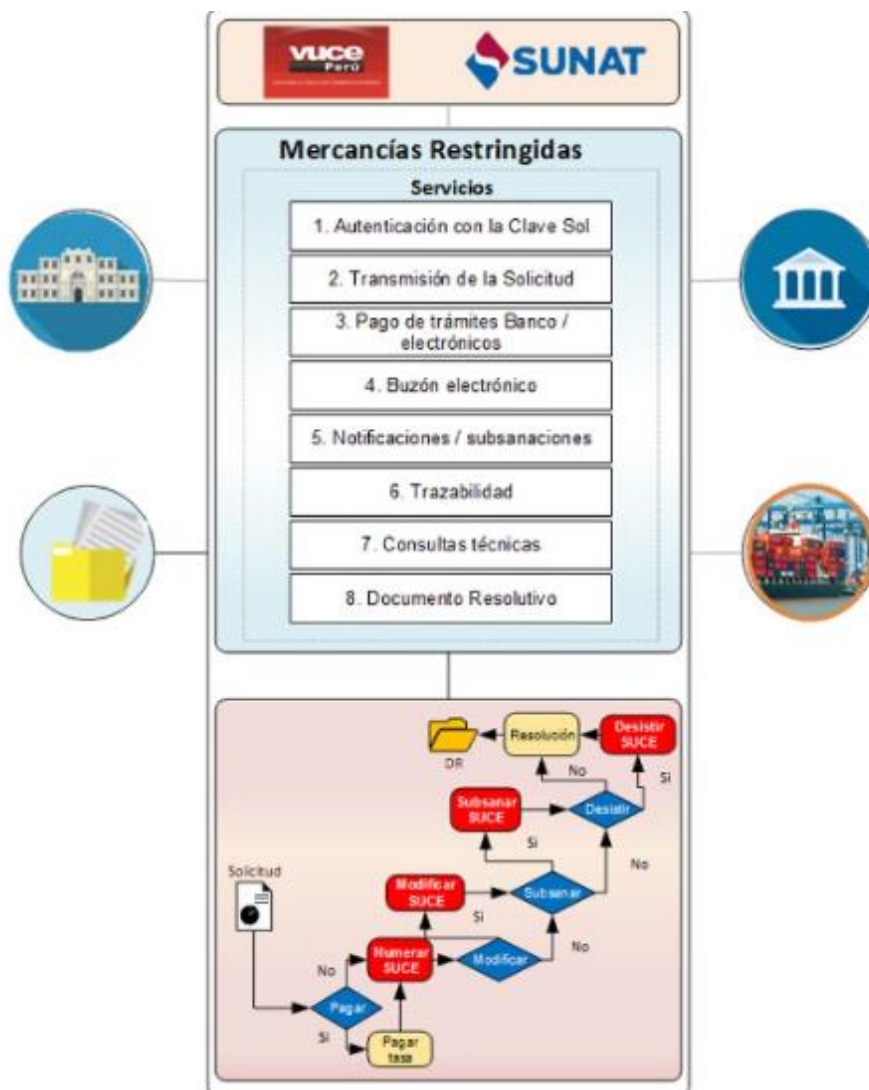 vuce
Perú
SUNAT
Mercancías Restringidas
Servicios
1. Autenticación con la Clave Sol
2. Transmisión de la Solicitud
3. Pago de trámites Banco /
electrónicos
4. Buzón electrónico
5. Notificaciones / subsanaciones
6. Trazabilidad
7. Consultas técnicas
8. Documento Resolutivo
DR
Resolución
Desistir
SUCE
No
Si
Subsanar
SUCE
Desistir
Si
No
Solicitud
Modificar
SUCE
Si
Subsanar
No
Numerar
SUCE
Modificar
No
Pagar
Si
Pagar
tasa